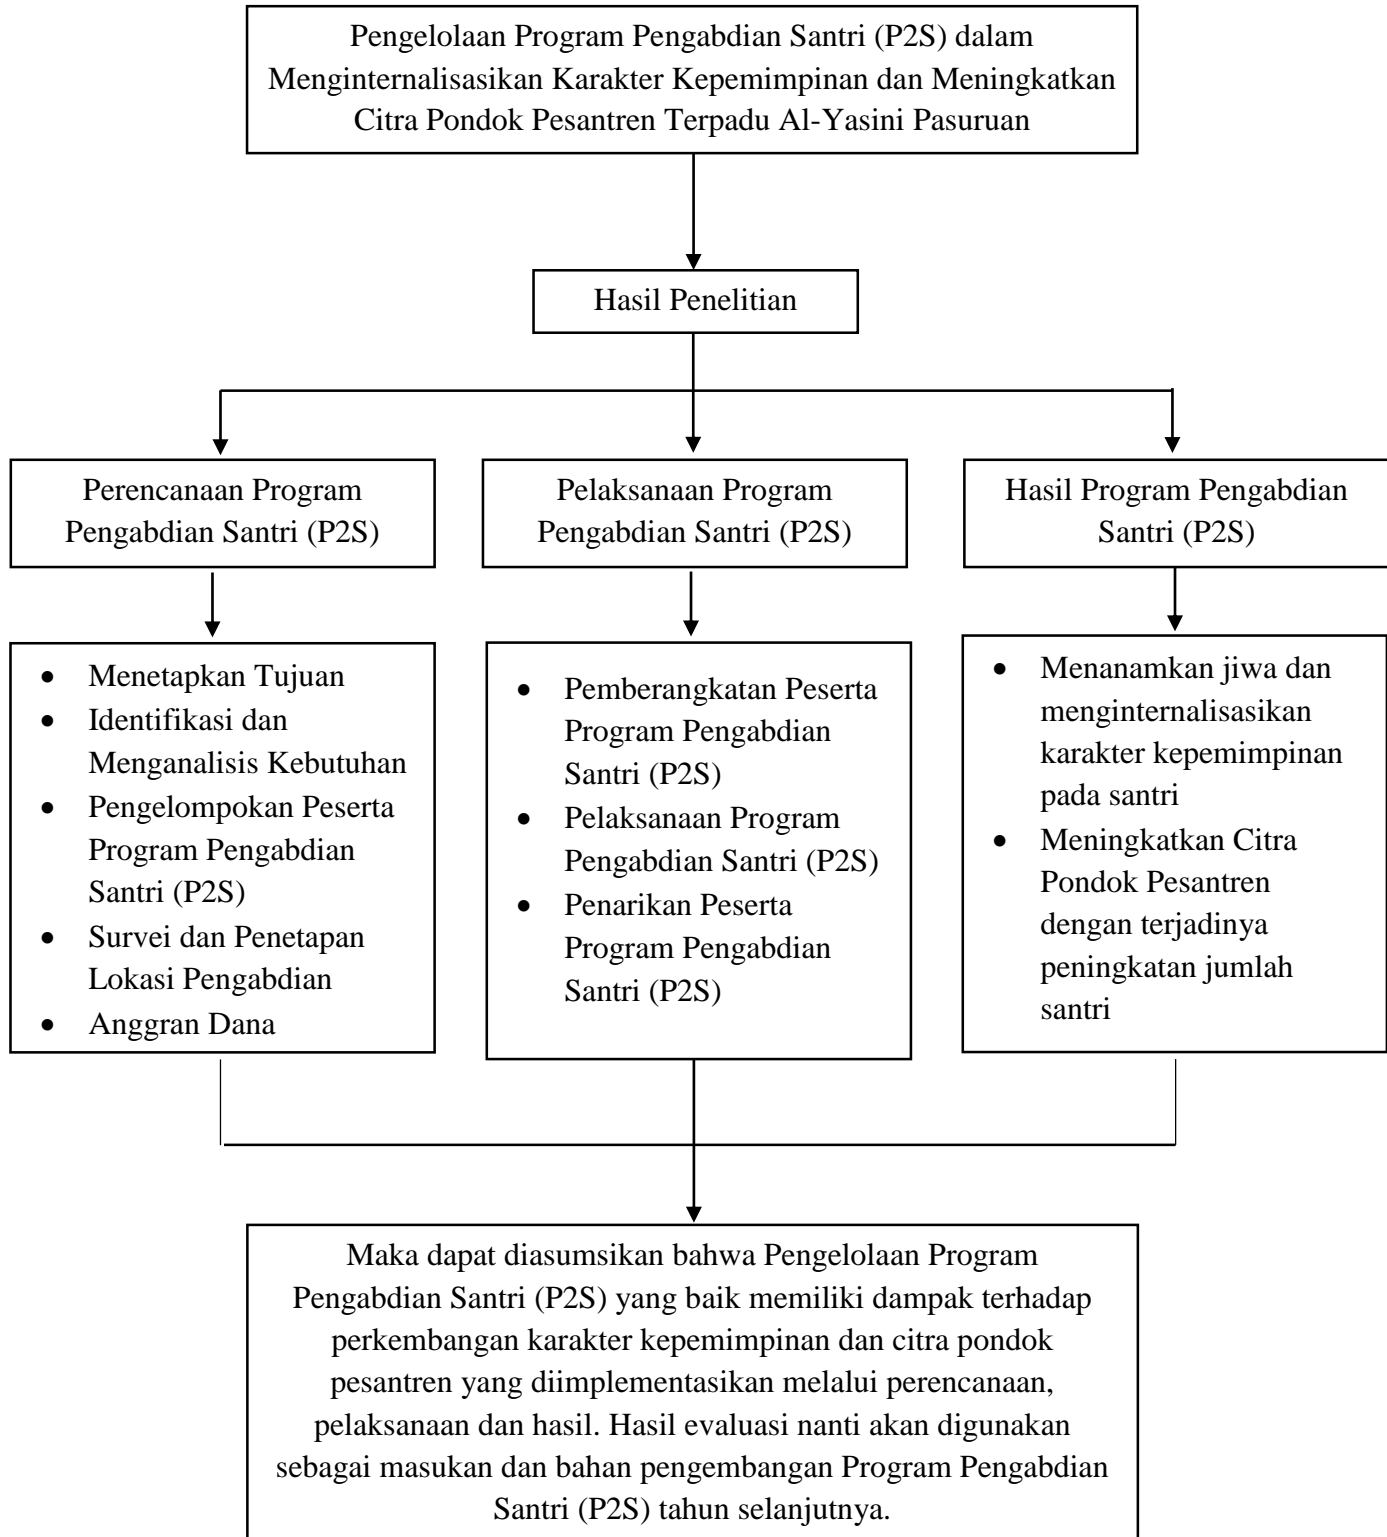 Pengelolaan Program Pengabdian Santri (P2S) dalam
Menginternalisasikan Karakter Kepemimpinan dan Meningkatkan
Citra Pondok Pesantren Terpadu Al-Yasini Pasuruan
Hasil Penelitian
Perencanaan Program
Pengabdian Santri (P2S)
Pelaksanaan Program
Pengabdian Santri (P2S)
Hasil Program Pengabdian
Santri (P2S)
• Menetapkan Tujuan
• Identifikasi dan
Menganalisis Kebutuhan
• Pengelompokan Peserta
Program Pengabdian
Santri (P2S)
• Survei dan Penetapan
Lokasi Pengabdian
• Anggran Dana
• Pemberangkatan Peserta
Program Pengabdian
Santri (P2S)
• Pelaksanaan Program
Pengabdian Santri (P2S)
• Penarikan Peserta
Program Pengabdian
Santri (P2S)
• Menanamkan jiwa dan
menginternalisasikan
karakter kepemimpinan
pada santri
• Meningkatkan Citra
Pondok Pesantren
dengan terjadinya
peningkatan jumlah
santri
Maka dapat diasumsikan bahwa Pengelolaan Program
Pengabdian Santri (P2S) yang baik memiliki dampak terhadap
perkembangan karakter kepemimpinan dan citra pondok
pesantren yang diimplementasikan melalui perencanaan,
pelaksanaan dan hasil. Hasil evaluasi nanti akan digunakan
sebagai masukan dan bahan pengembangan Program Pengabdian
Santri (P2S) tahun selanjutnya.